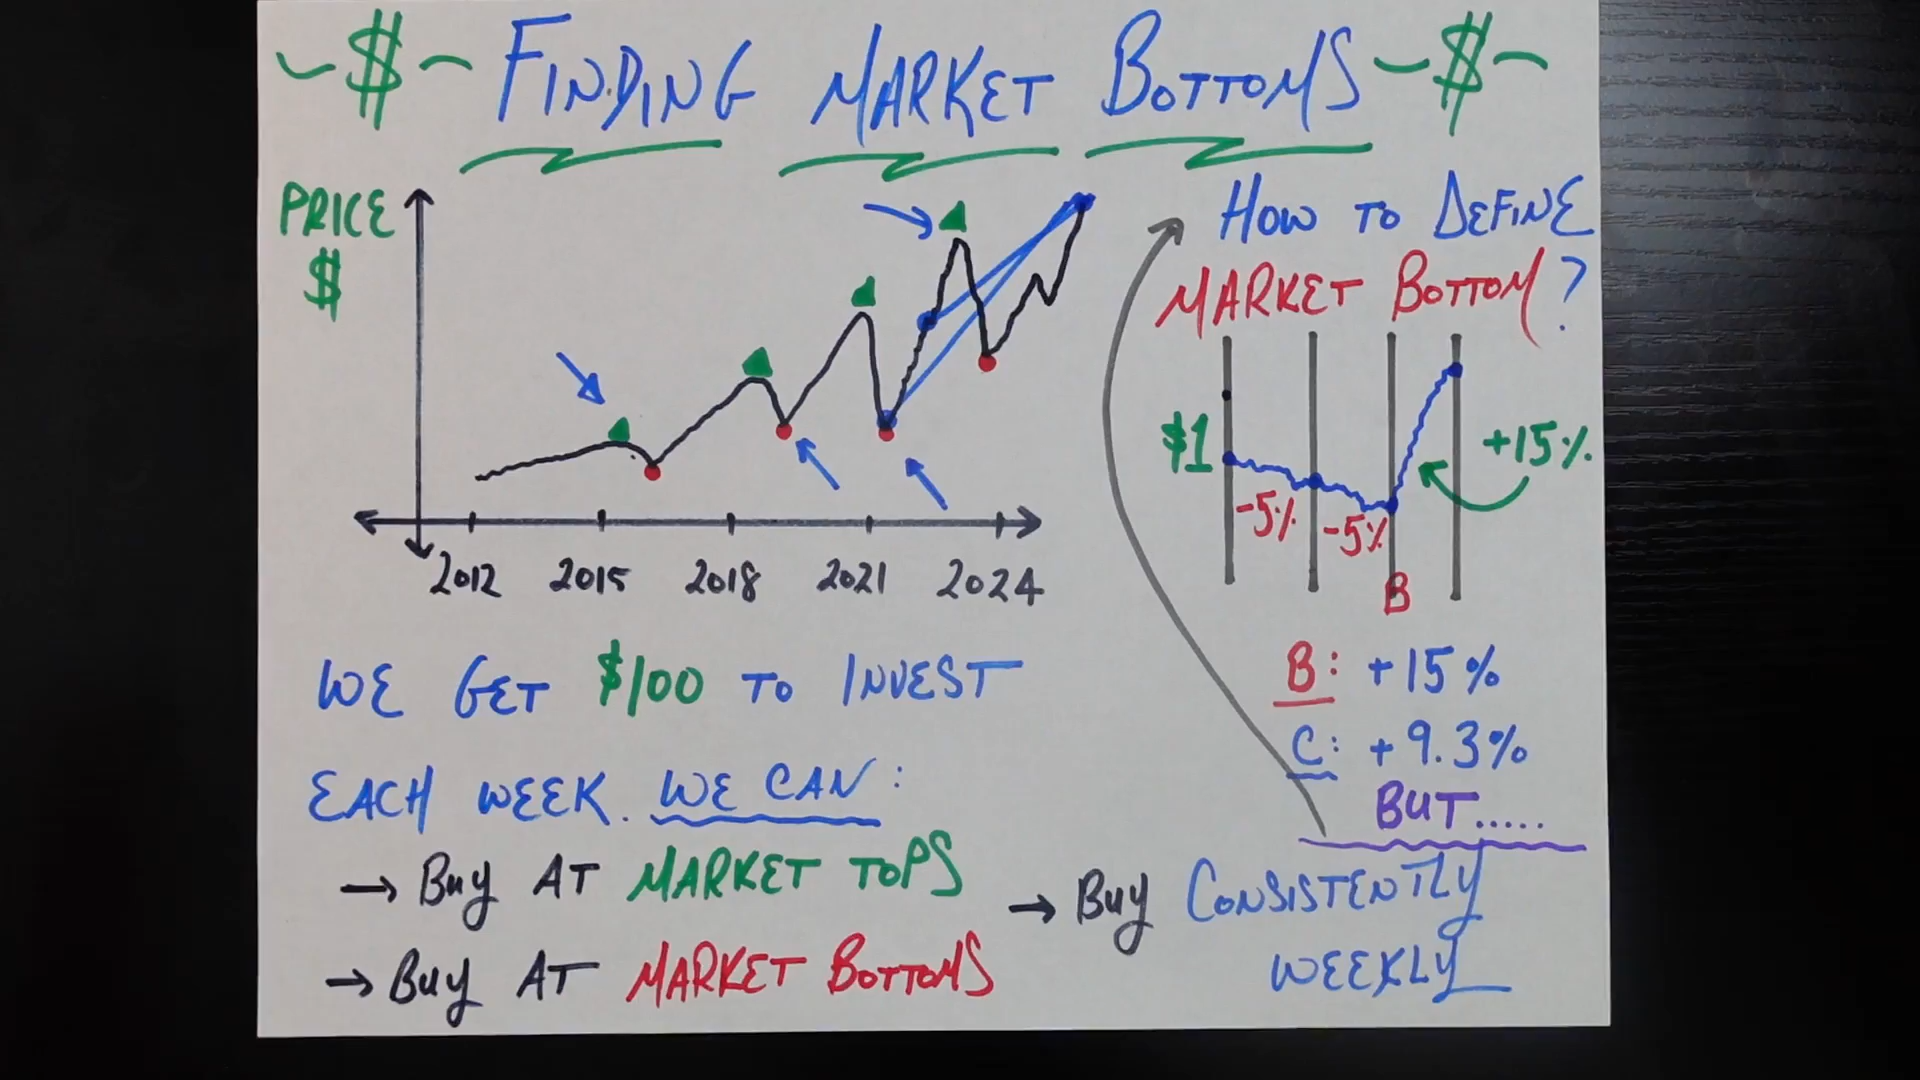 ~$~ FINDING MARKET BOTTOMS ~$~
PRICE
$
2012 2015 2018 2021 2024
HOW TO DEFINE
MARKET BOTTOM?
$1
+15%
-5%
-5%
B
B: +15%
C: +9.3%
BUT.....
WE GET $100 TO INVEST
EACH WEEK. WE CAN:
→ Buy AT MARKET TOPS
→ Buy AT MARKET BOTTOMS
→ Buy CONSISTENTLY
WEEKLY